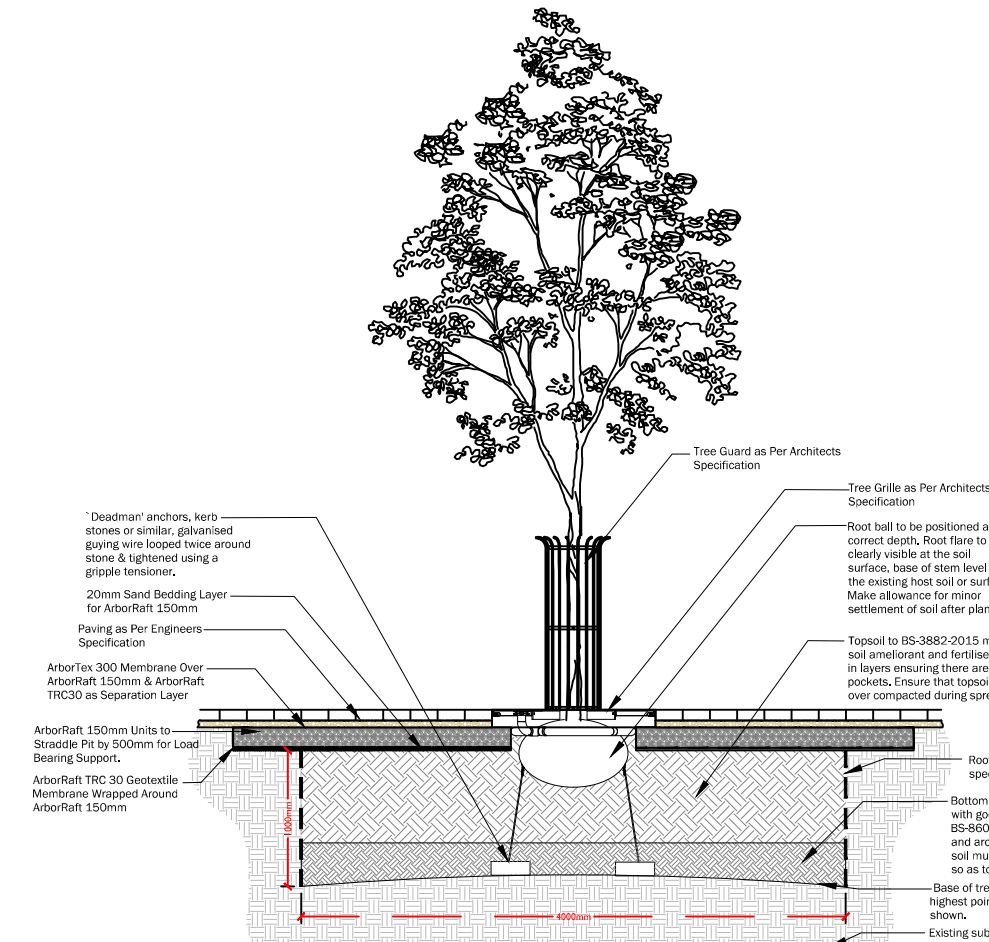 Tree Guard as Per Architects
Specification
Tree Grille as Per Architects
Specification
`Deadman' anchors, kerb
stones or similar, galvanised
guying wire looped twice around
stone & tightened using a
gripple tensioner.
20mm Sand Bedding Layer
for ArborRaft 150mm
Paving as Per Engineers
Specification
ArborTex 300 Membrane Over
ArborRaft 150mm & ArborRaft
TRC30 as Separation Layer
ArborRaft 150mm Units to
Straddle Pit by 500mm for Load
Bearing Support.
ArborRaft TRC 30 Geotextile
Membrane Wrapped Around
ArborRaft 150mm
Root ball to be positioned a
correct depth. Root flare to
clearly visible at the soil
surface, base of stem level
the existing host soil or surf
Make allowance for minor
settlement of soil after plan
Topsoil to BS-3882-2015 m
soil ameliorant and fertilise
in layers ensuring there are
pockets. Ensure that topsoi
over compacted during spre
Roo
spec
Bottom
with go
BS-860
and aro
soil mu
so as to
Base of tre
highest poin
shown.
Existing sub
1000mm
4000mm